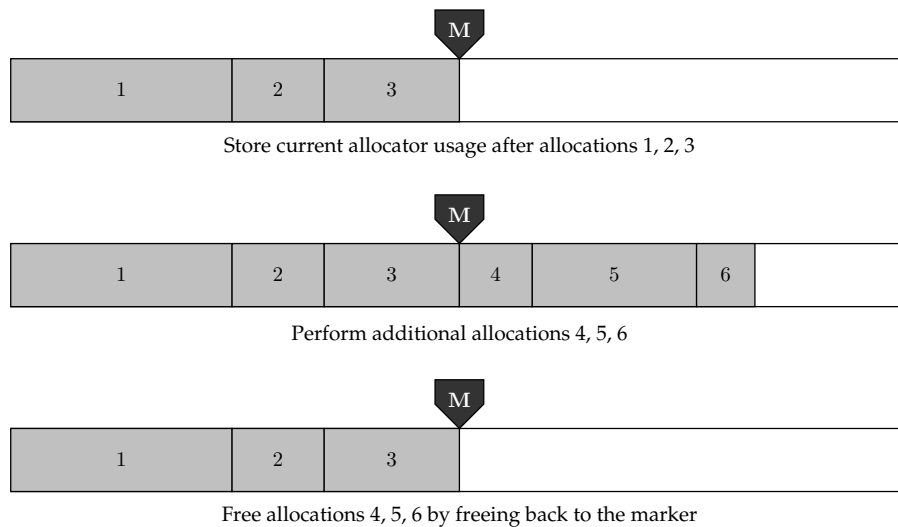 M
1 2 3
Store current allocator usage after allocations 1, 2, 3
M
1 2 3 4 5 6
Perform additional allocations 4, 5, 6
M
1 2 3
Free allocations 4, 5, 6 by freeing back to the marker